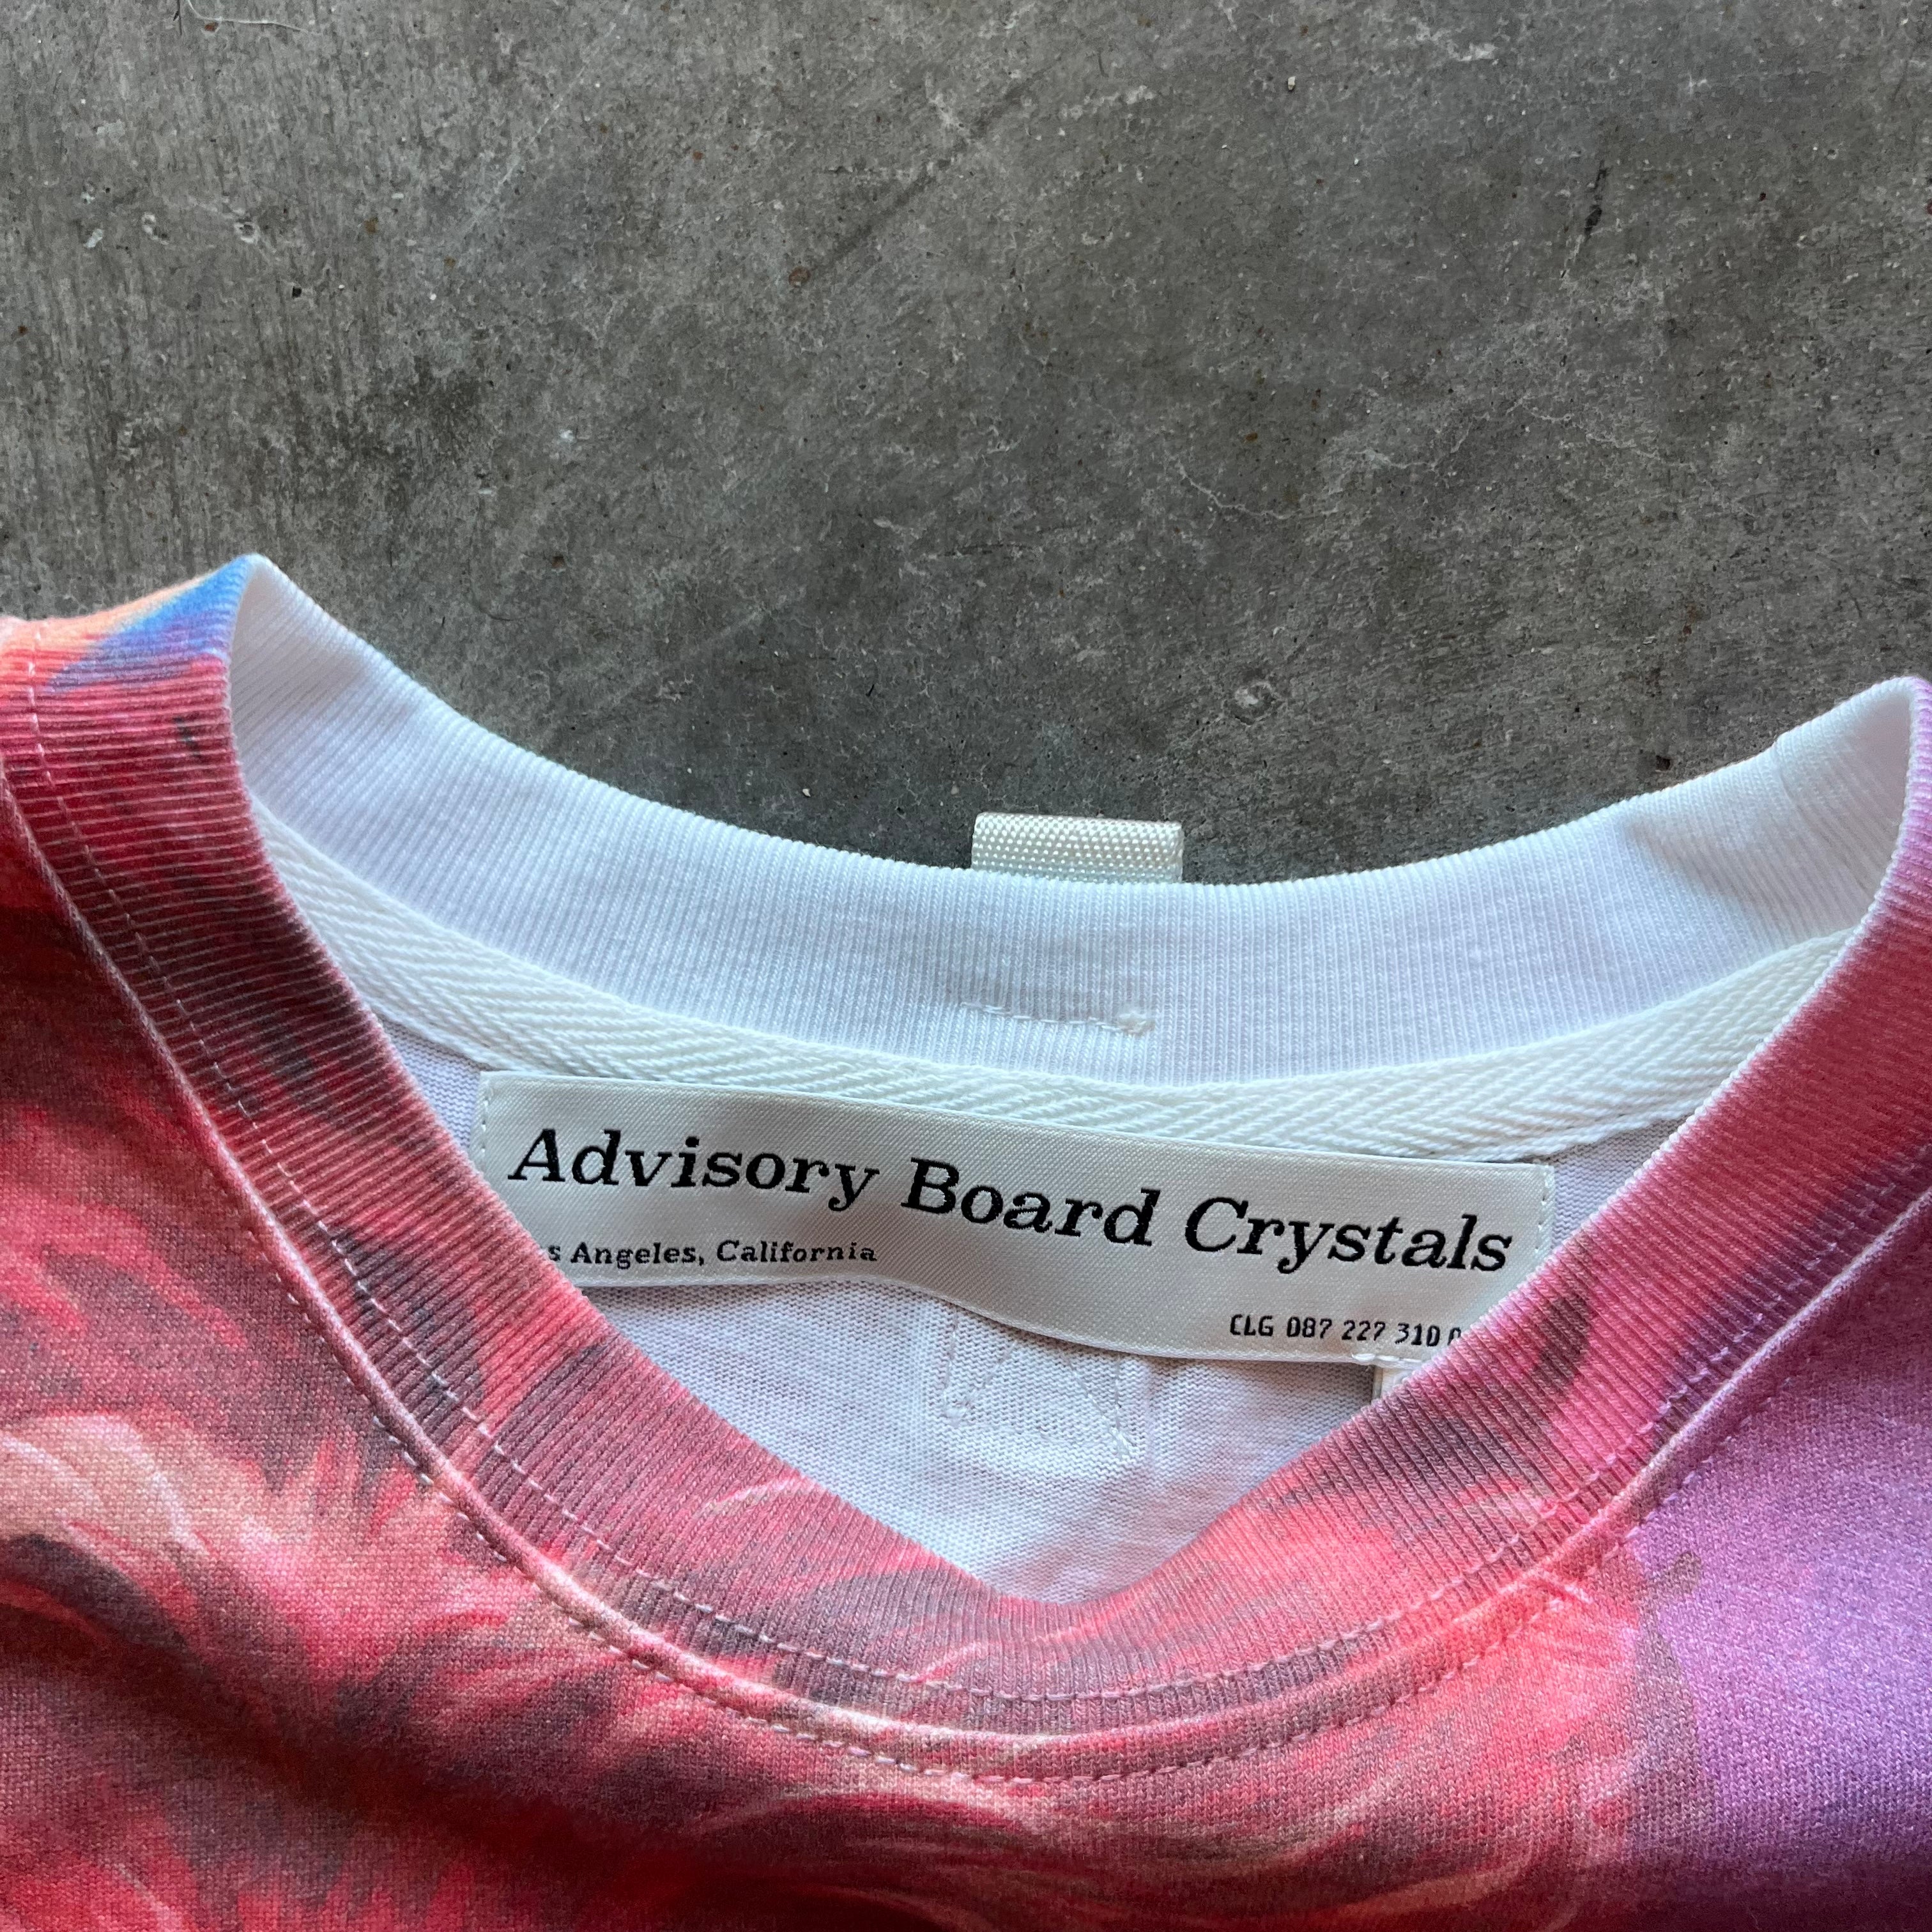 Advisory Board Crystals
Angeles, California
CLG 087 227 310